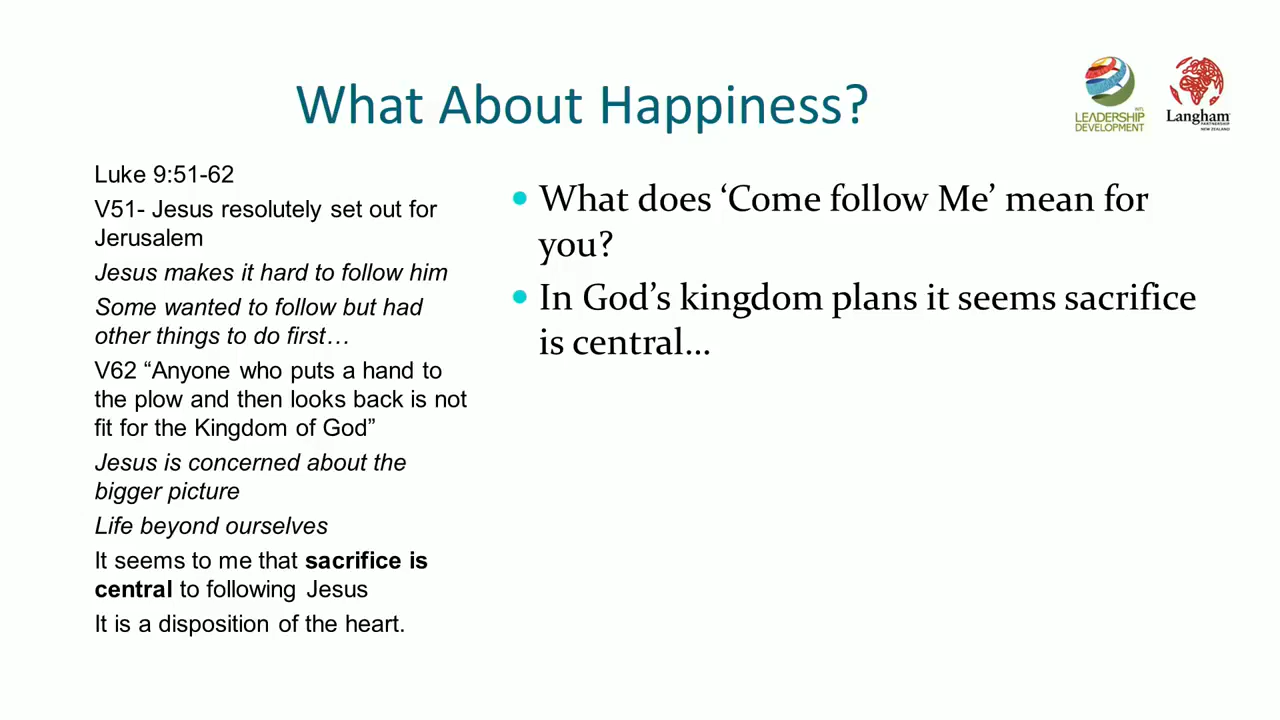 What About Happiness?
INTL
LEADERSHIP
DEVELOPMENT
Langham
PARTNERSHIP
NEW ZEALAND
Luke 9:51-62
V51- Jesus resolutely set out for
Jerusalem
Jesus makes it hard to follow him
Some wanted to follow but had
other things to do first…
V62 “Anyone who puts a hand to
the plow and then looks back is not
fit for the Kingdom of God”
Jesus is concerned about the
bigger picture
Life beyond ourselves
It seems to me that sacrifice is
central to following Jesus
It is a disposition of the heart.
• What does ‘Come follow Me’ mean for
you?
• In God’s kingdom plans it seems sacrifice
is central…